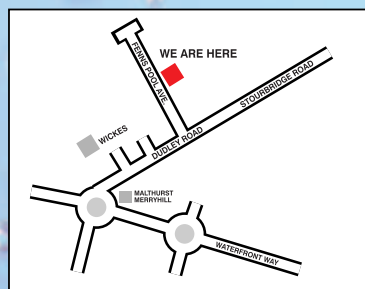 WE ARE HERE
FENNS POOL AVE
STOURBRIDGE ROAD
WICKES
DUDLEY ROAD
MALTHURST
MERRYHILL
WATERFRONT WAY